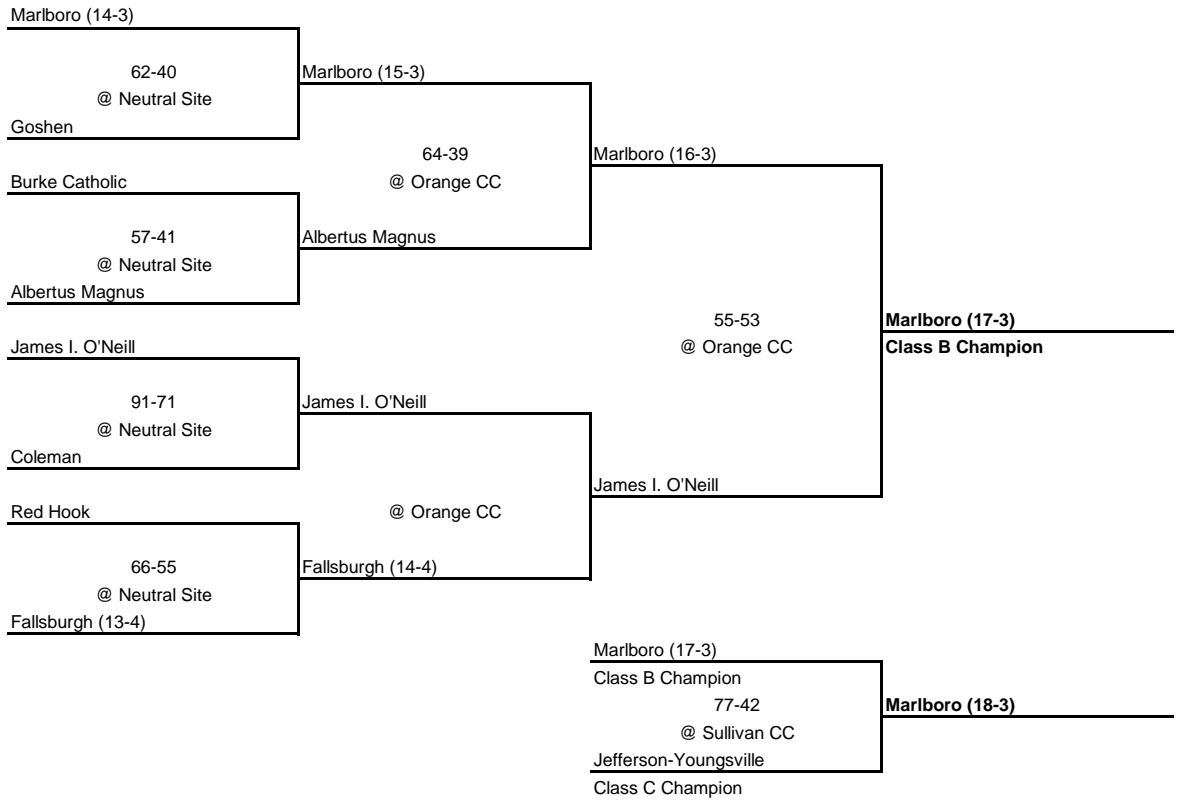 Marlboro (14-3)
62-40
@ Neutral Site
Goshen
Marlboro (15-3)
Burke Catholic
57-41
@ Neutral Site
Albertus Magnus
Albertus Magnus
64-39
@ Orange CC
Marlboro (16-3)
James I. O'Neill
91-71
@ Neutral Site
Coleman
James I. O'Neill
Red Hook
66-55
@ Neutral Site
Fallsburgh (13-4)
Fallsburgh (14-4)
@ Orange CC
James I. O'Neill
55-53
@ Orange CC
Marlboro (17-3)
Class B Champion
Marlboro (17-3)
Class B Champion
77-42
@ Sullivan CC
Jefferson-Youngsville
Class C Champion
Marlboro (18-3)